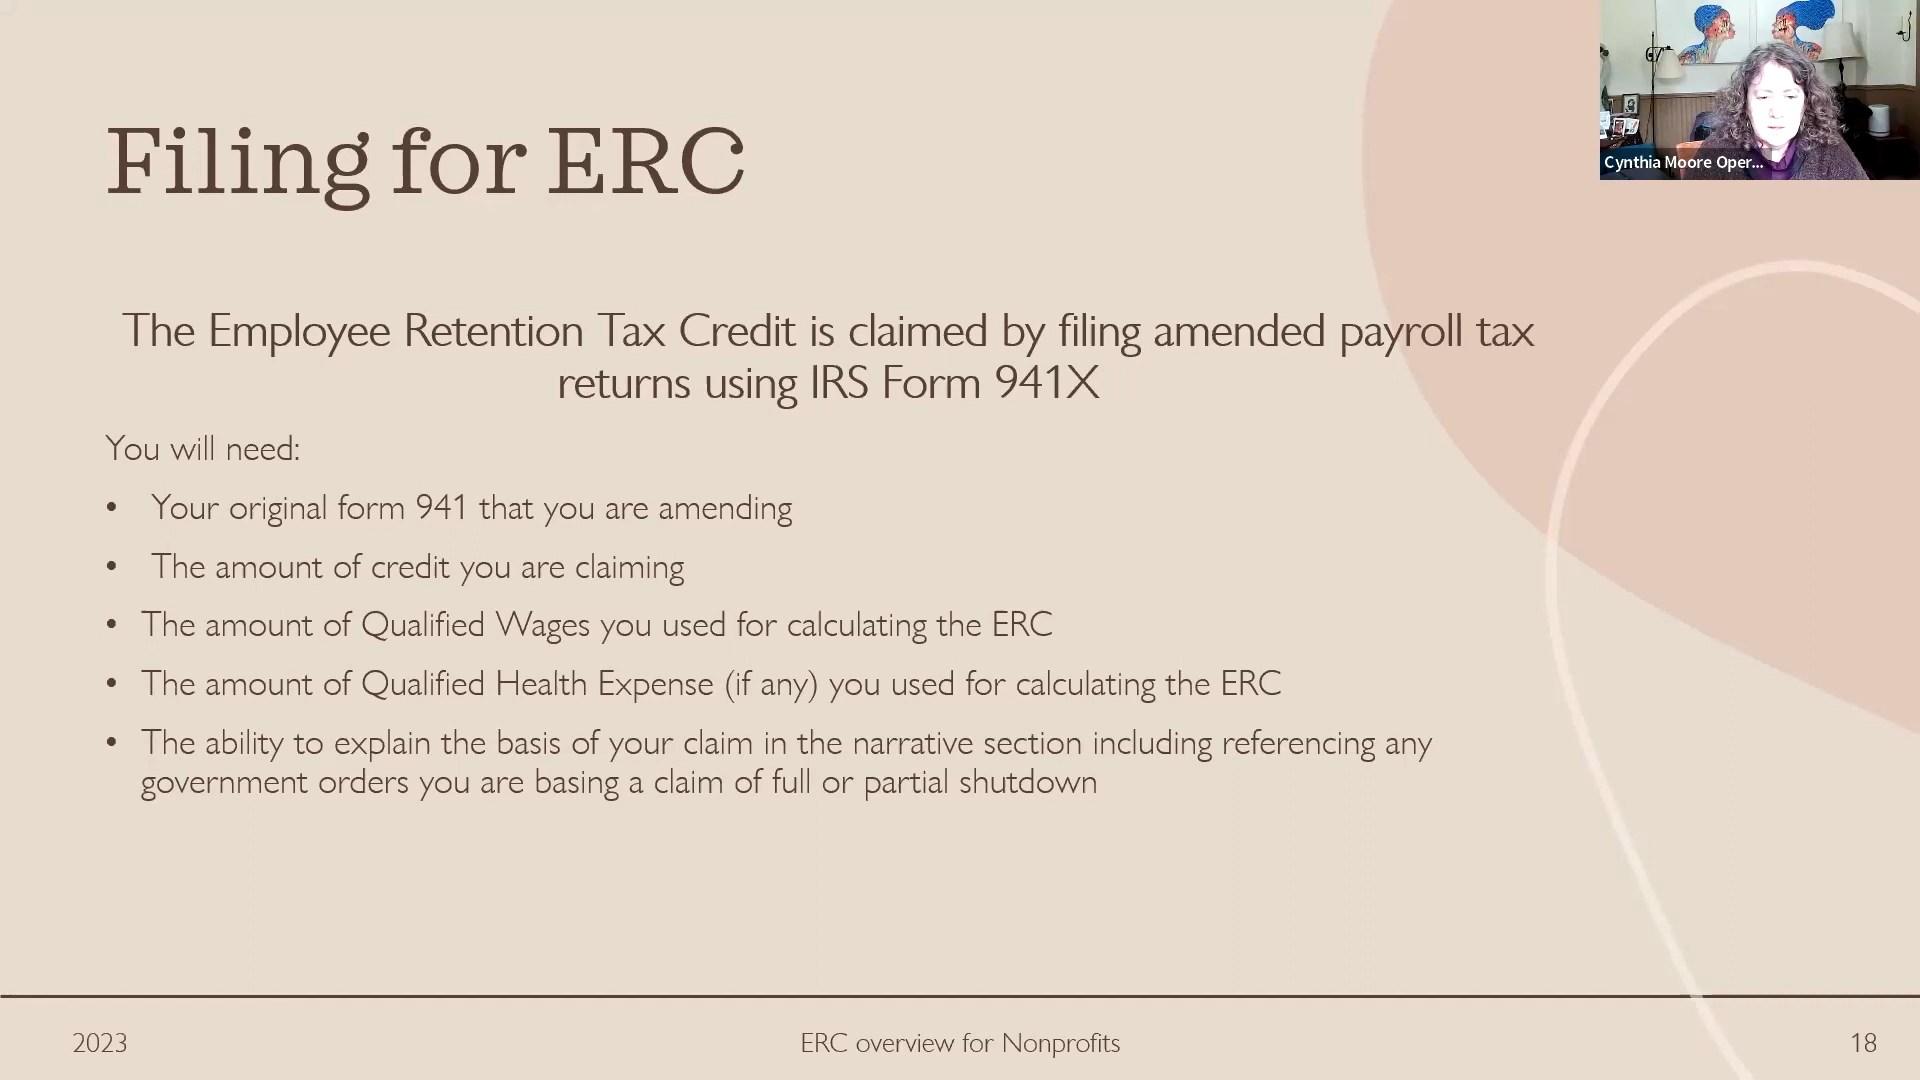 Filing for ERC
Cynthia Moore Oper...
The Employee Retention Tax Credit is claimed by filing amended payroll tax
returns using IRS Form 941X
You will need:
• Your original form 941 that you are amending
• The amount of credit you are claiming
• The amount of Qualified Wages you used for calculating the ERC
• The amount of Qualified Health Expense (if any) you used for calculating the ERC
• The ability to explain the basis of your claim in the narrative section including referencing any
government orders you are basing a claim of full or partial shutdown
2023
ERC overview for Nonprofits
18